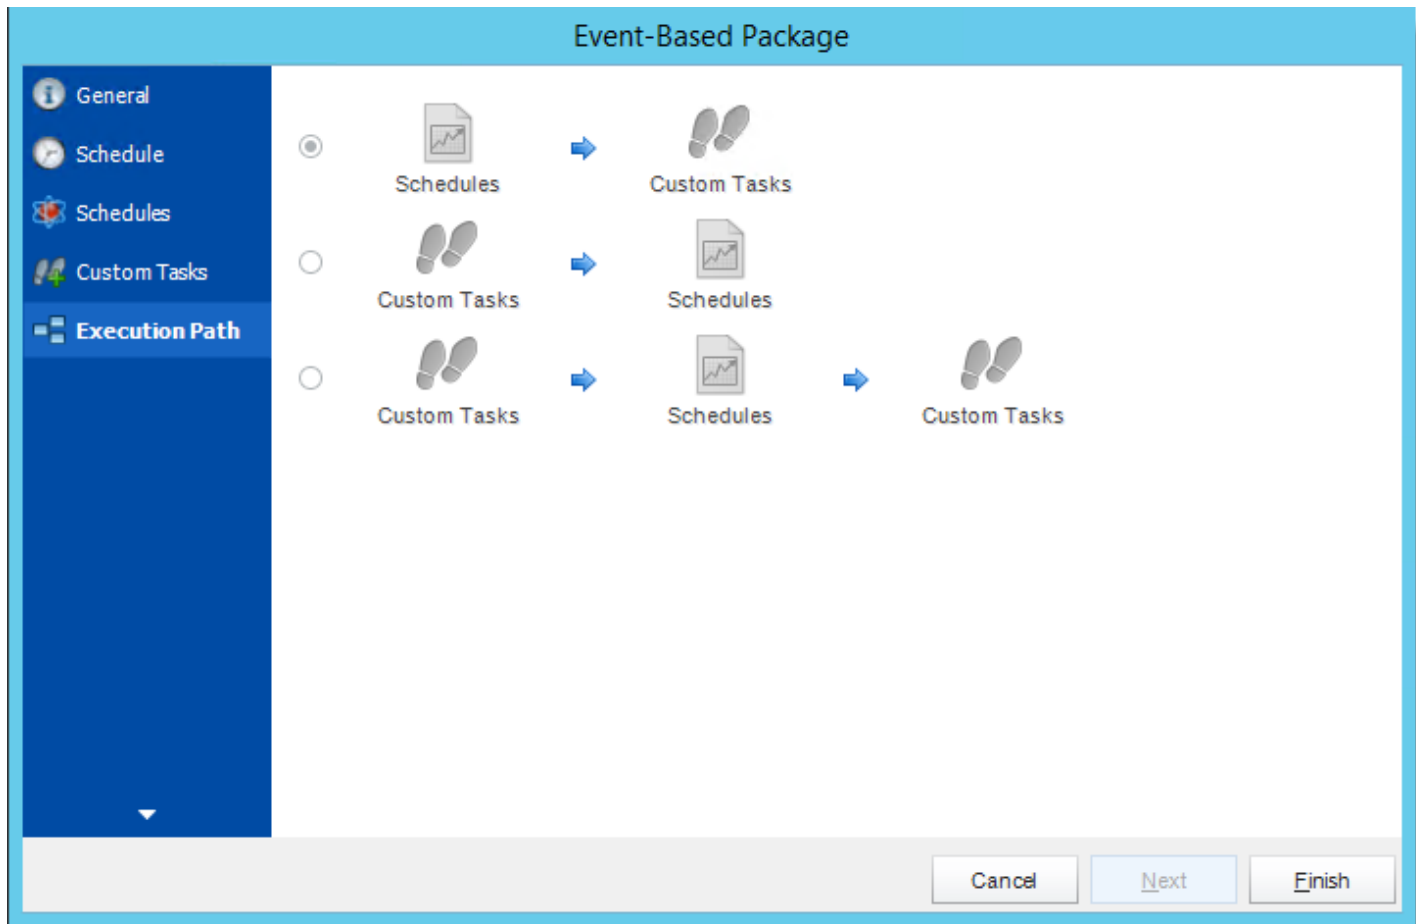 Event-Based Package
General
Schedule
Schedules
Custom Tasks
Execution Path
Schedules
Custom Tasks
Custom Tasks
Schedules
Custom Tasks
Schedules
Custom Tasks
Cancel
Next
Finish